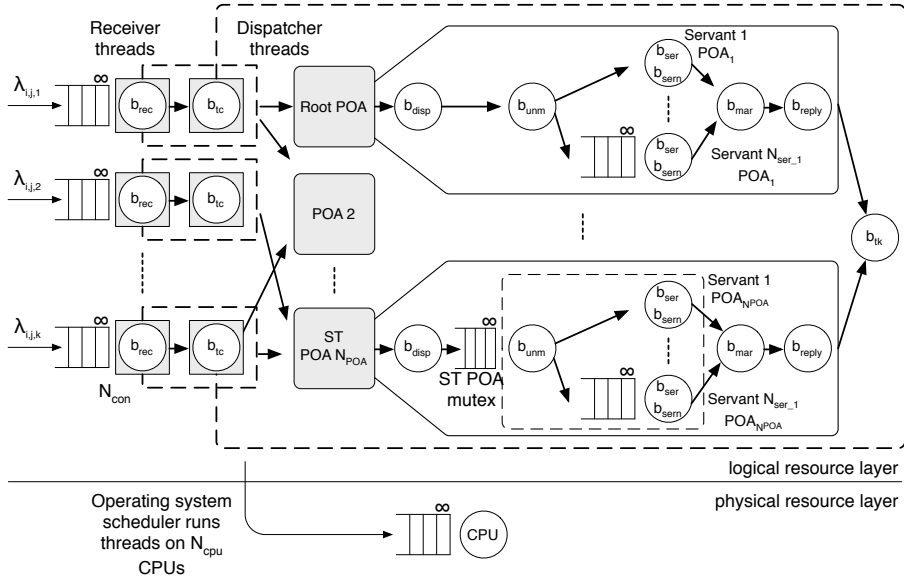 Receiver
threads
Dispatcher
threads
λi,j,1
∞
brec
btc
Root POA
bdisp
bunm
bser
bsern
Servant 1
POA1
∞
bser
bsern
Servant Nser_1
POA1
bmar
breply
λi,j,2
∞
brec
btc
POA 2
btk
λi,j,k
∞
brec
btc
Ncon
ST
POA NPOA
bdisp
∞
ST POA
mutex
bunm
bser
bsern
Servant 1
POANPOA
∞
bser
bsern
Servant Nser_1
POANPOA
bmar
breply
logical resource layer
physical resource layer
Operating system
scheduler runs
threads on Ncpu
CPUs
∞
CPU